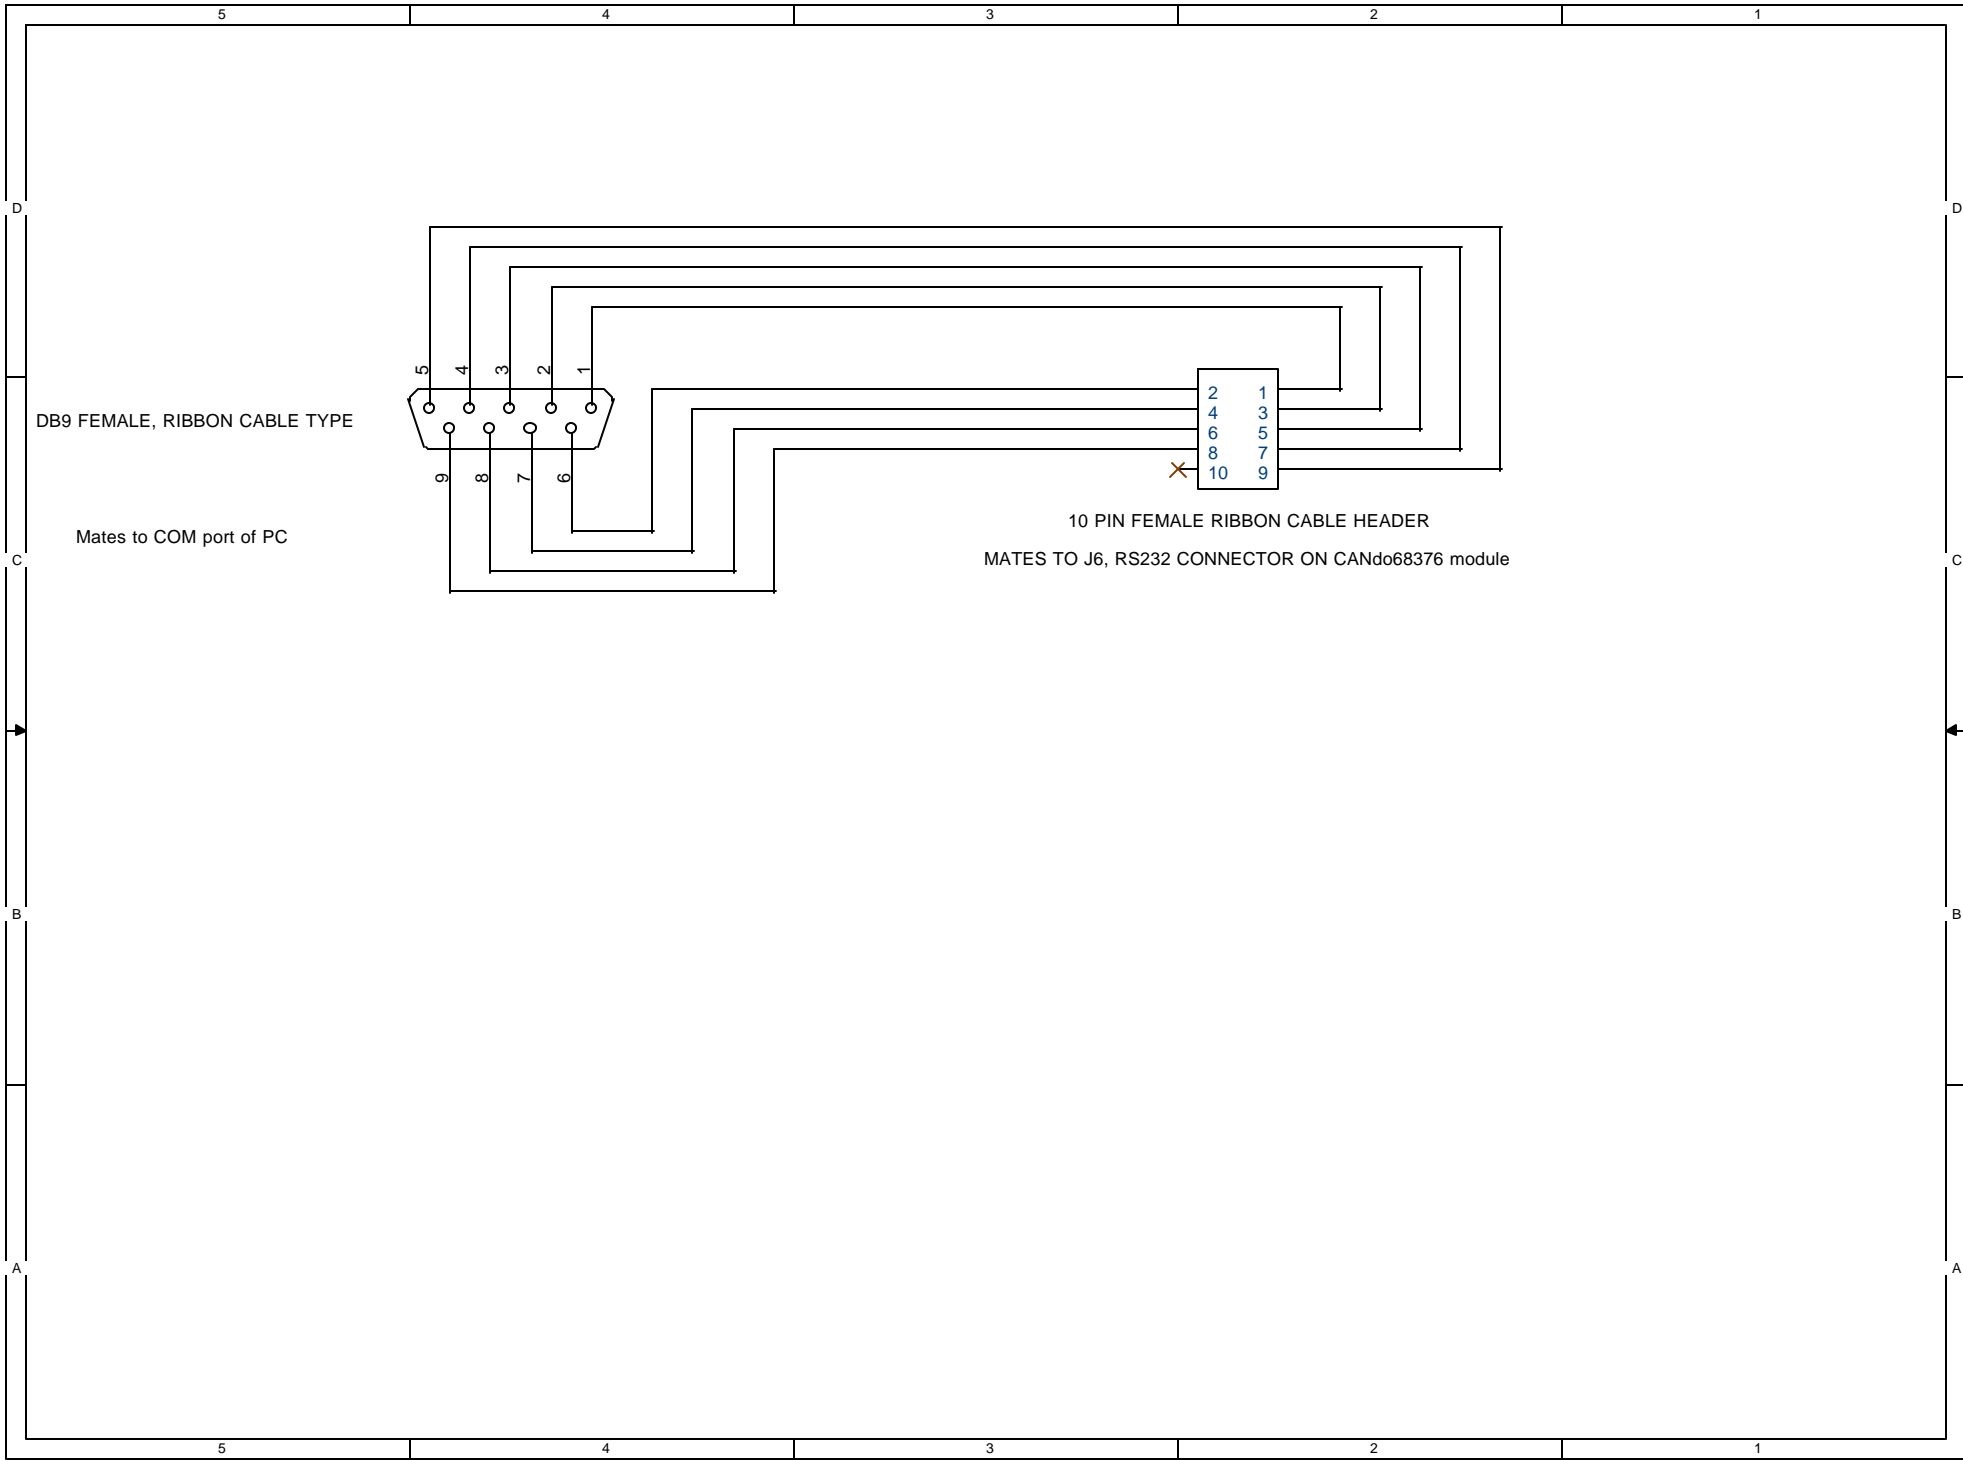 5 4 3 2 1
D D
5 4 3 2 1
2 1
4 3
DB9 FEMALE, RIBBON CABLE TYPE
6 5
8 7
10 9
9 8 7 6
10 PIN FEMALE RIBBON CABLE HEADER
Mates to COM port of PC
MATES TO J6, RS232 CONNECTOR ON CANdo68376 module
C C
B B
A A
5 4 3 2 1